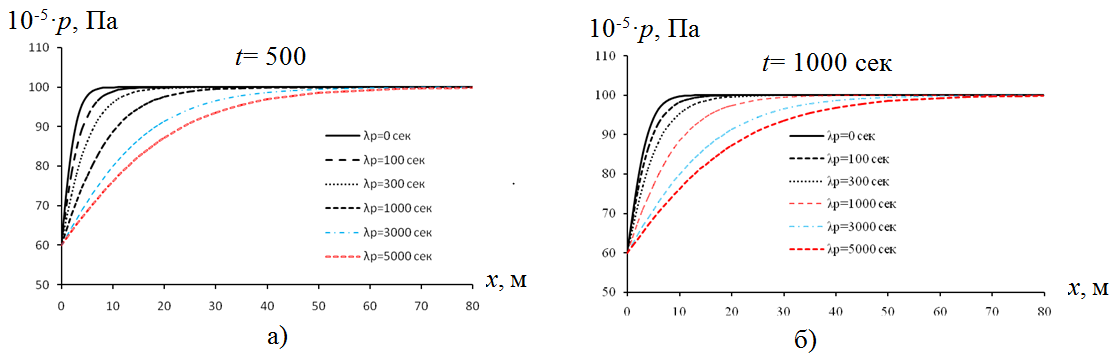 10⁻⁵·p, Па
t= 500
110
100
90
80
70
60
50
0 10 20 30 40 50 60 70 80
λp=0 сек
λp=100 сек
λp=300 сек
λp=1000 сек
λp=3000 сек
λp=5000 сек
x, м
а)
10⁻⁵·p, Па
t= 1000 сек
110
100
90
80
70
60
50
0 10 20 30 40 50 60 70 80
λp=0 сек
λp=100 сек
λp=300 сек
λp=1000 сек
λp=3000 сек
λp=5000 сек
x, м
б)